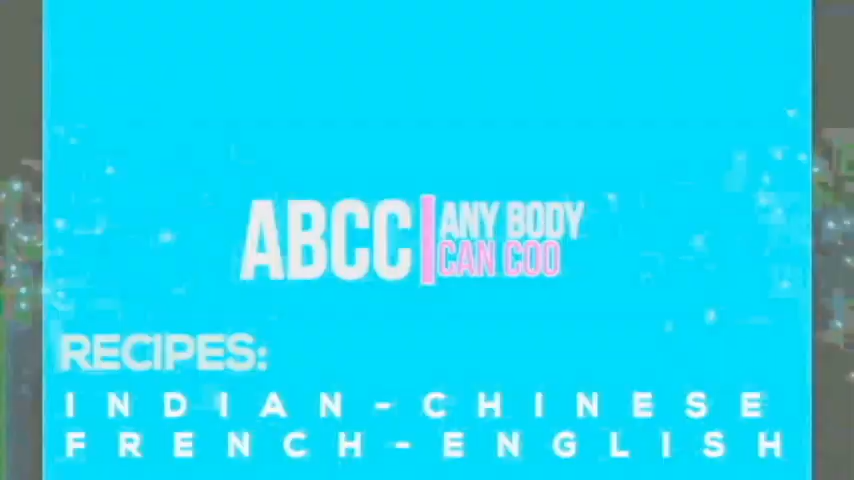 ABCC
ANY BODY
CAN COO
RECIPES:
INDIAN-CHINESE
FRENCH-ENGLISH